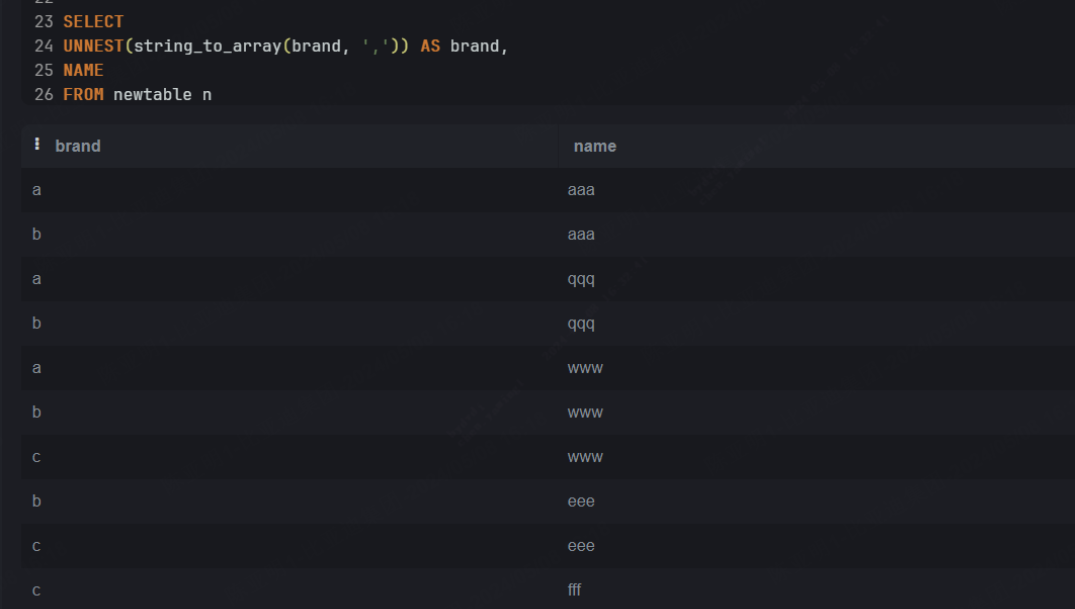 23 SELECT
24 UNNEST(string_to_array(brand, ',')) AS brand,
25 NAME
26 FROM newtable n
brand name
a aaa
b aaa
a qqq
b qqq
a www
b www
c www
b eee
c eee
c fff